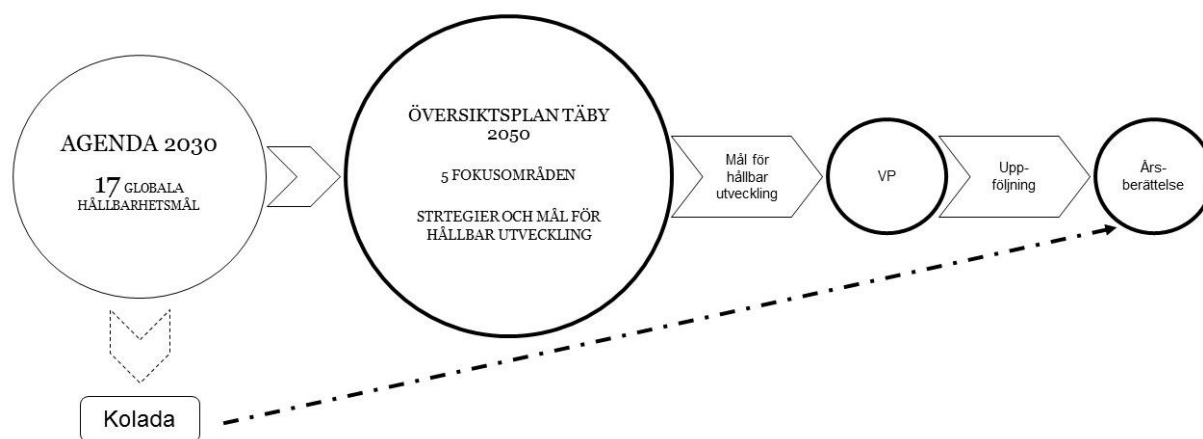 AGENDA 2030
17 GLOBALA
HÅLLBARHETSMÅL
ÖVERSIKTSPLAN TÄBY
2050
5 FOKUSOMRÅDEN
STRTEGIER OCH MÅL FÖR
HÅLLBAR UTVECKLING
Mål för
hållbar
utveckling
VP
Upp-
följning
Års-
berättelse
Kolada